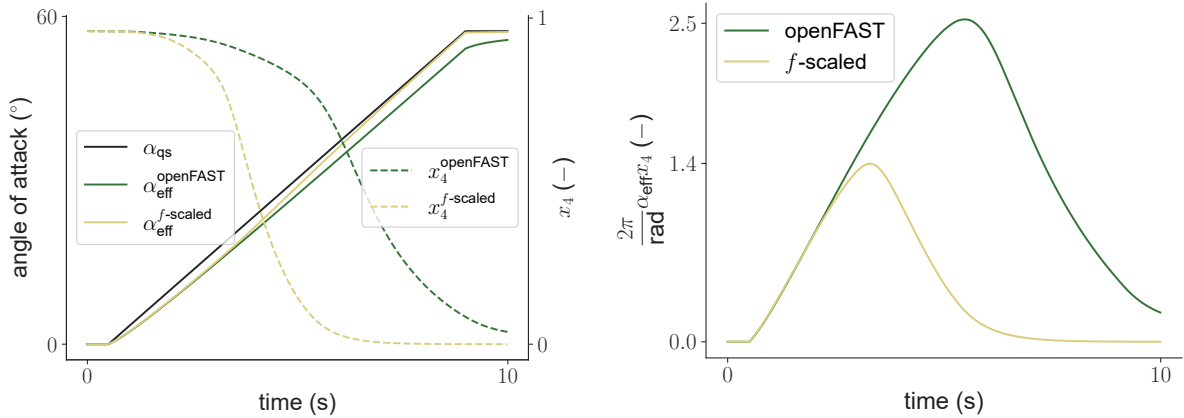 60
0
angle of attack (°)
α_qs
α_eff^openFAST
α_eff^f-scaled
x_4^openFAST
x_4^f-scaled
1
0
x_4 (−)
0
10
time (s)
2.5
1.4
0.0
2π/rad α_eff x_4 (−)
openFAST
f-scaled
0
10
time (s)